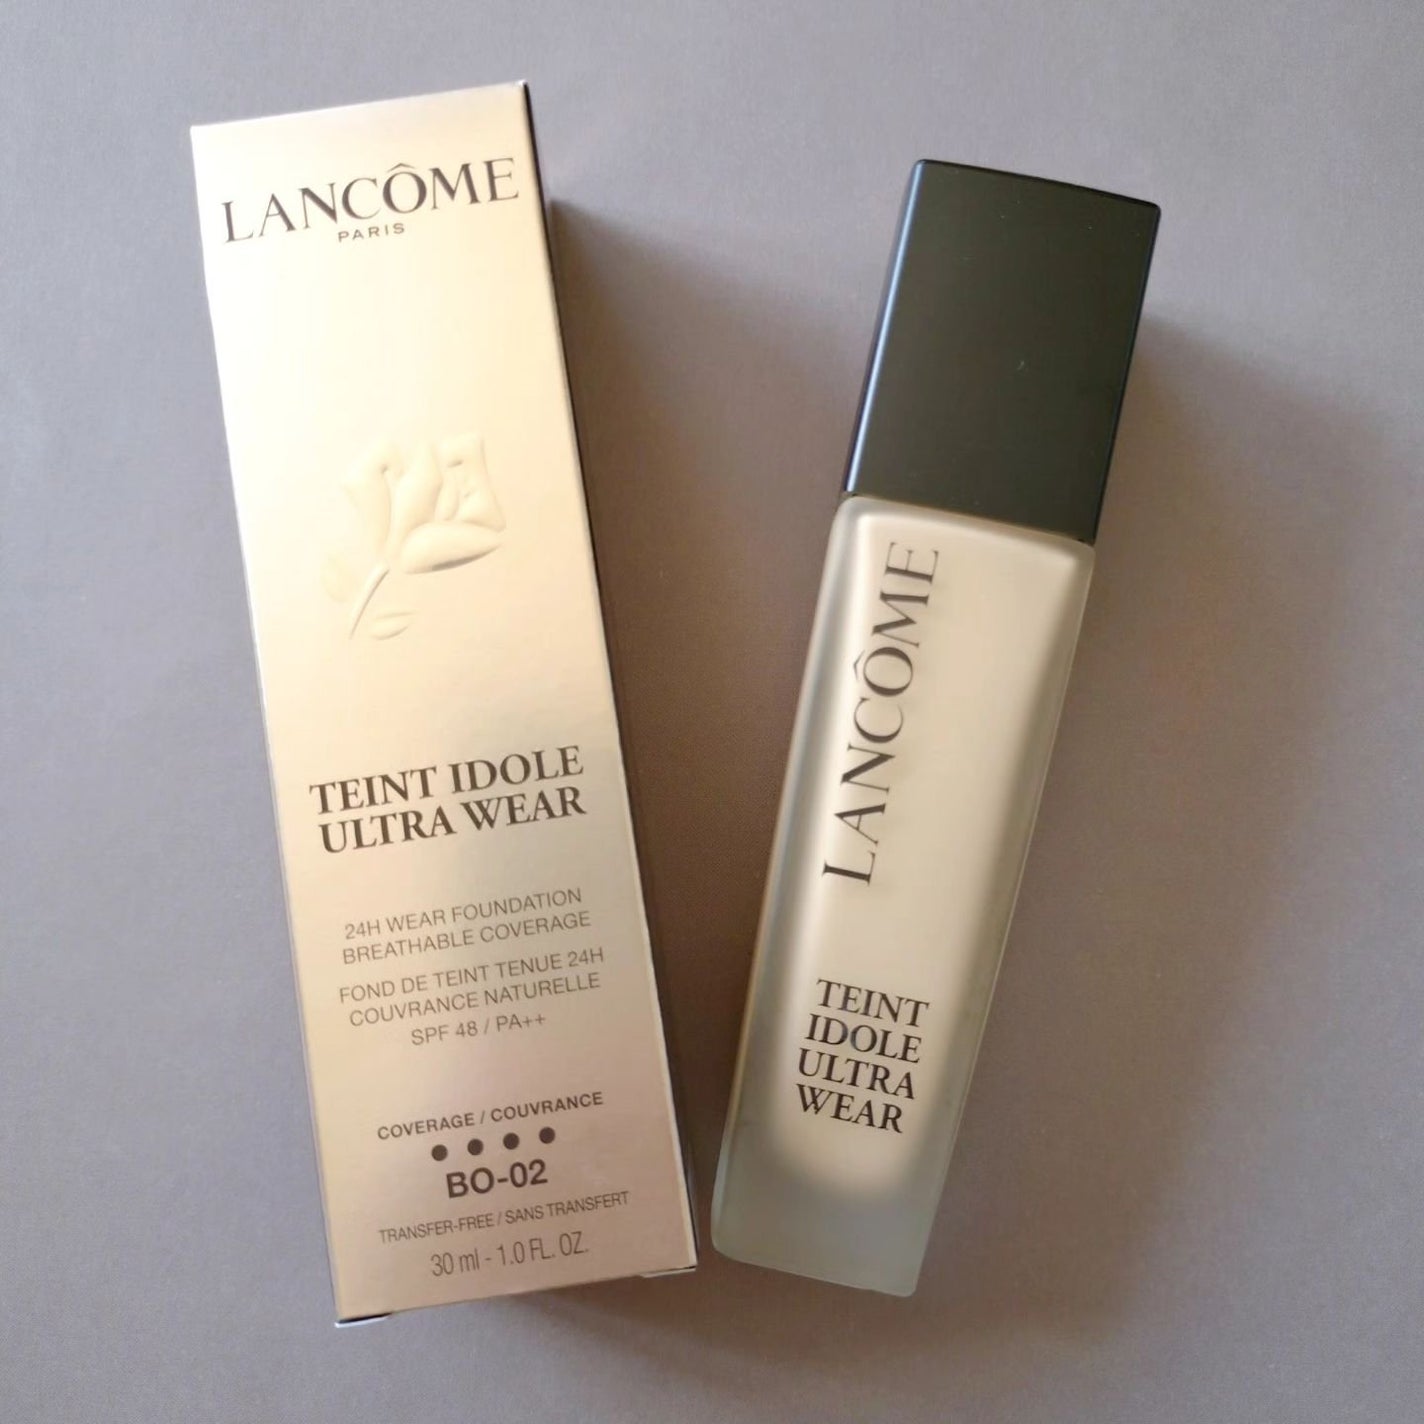 LANCÔME
PARIS
TEINT IDOLE
ULTRA WEAR
24H WEAR FOUNDATION
BREATHABLE COVERAGE
FOND DE TEINT TENUE 24H
COUVRANCE NATURELLE
SPF 48 / PA++
COVERAGE / COUVRANCE
BO-02
TRANSFER-FREE / SANS TRANSFERT
30 ml - 1.0 FL. OZ.
LANCÔME
TEINT
IDOLE
ULTRA
WEAR